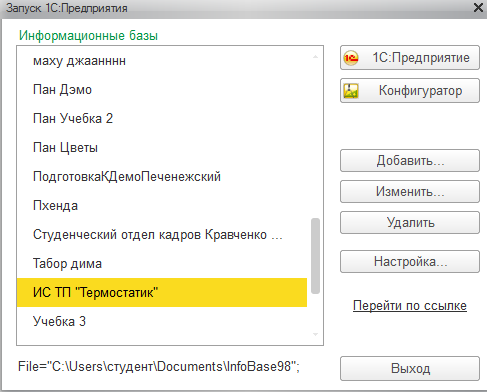 Запуск 1С:Предприятия
Информационные базы
маху джаанннн
Пан Дэмо
Пан Учебка 2
Пан Цветы
ПодготовкаКДемоПеченежский
Пхенда
Студенческий отдел кадров Кравченко ...
Табор дима
ИС ТП "Термостатик"
Учебка 3
File="C:\Users\студент\Documents\InfoBase98";
1С:Предприятие
Конфигуратор
Добавить...
Изменить...
Удалить
Настройка...
Перейти по ссылке
Выход